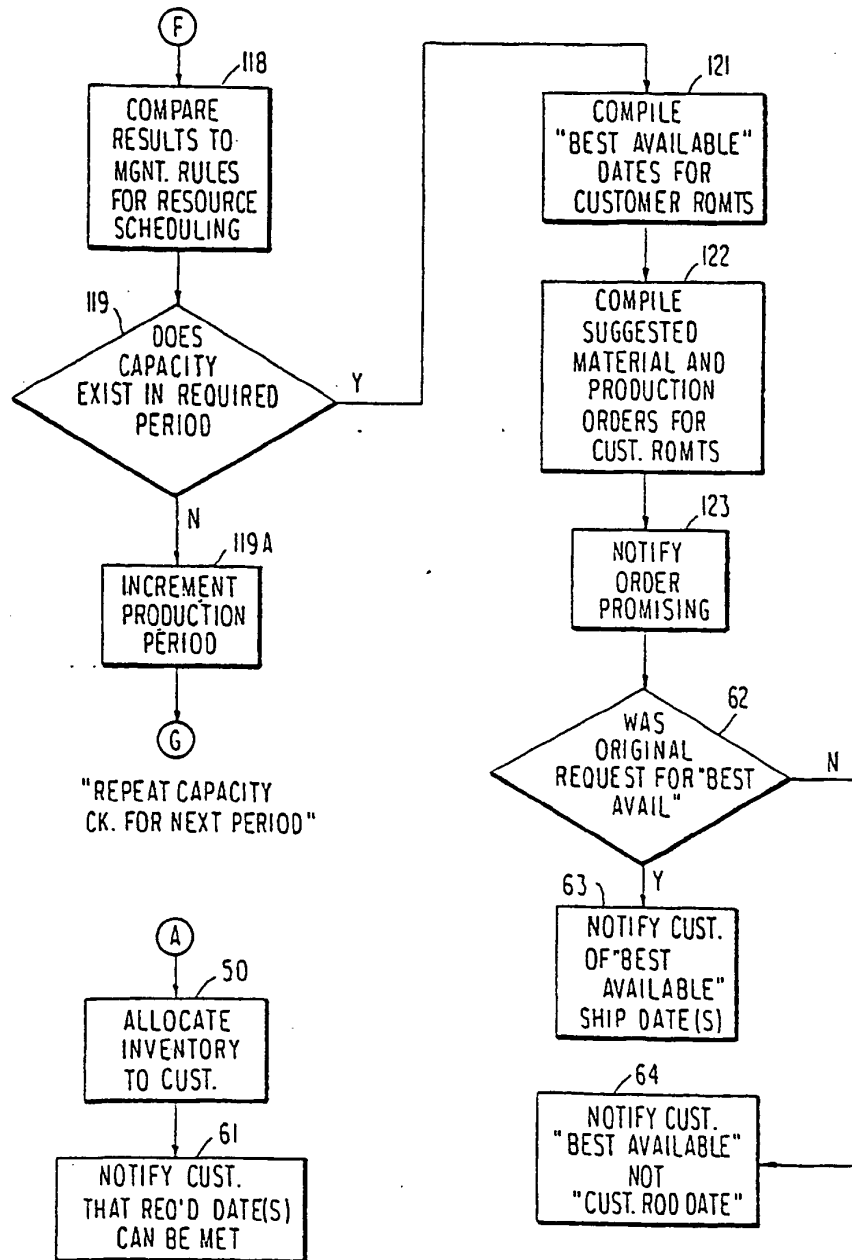 F
118
COMPARE
RESULTS TO
MGNT. RULES
FOR RESOURCE
SCHEDULING
119
DOES
CAPACITY
EXIST IN REQUIRED
PERIOD
Y
N
119A
INCREMENT
PRODUCTION
PERIOD
G
"REPEAT CAPACITY
CK. FOR NEXT PERIOD"
A
50
ALLOCATE
INVENTORY
TO CUST.
61
NOTIFY CUST.
THAT REQ'D DATE(S)
CAN BE MET
121
COMPILE
"BEST AVAILABLE"
DATES FOR
CUSTOMER RQMTS
122
COMPILE
SUGGESTED
MATERIAL AND
PRODUCTION
ORDERS FOR
CUST. RQMTS
123
NOTIFY
ORDER
PROMISING
62
WAS
ORIGINAL
REQUEST FOR "BEST
AVAIL"
N
Y
63
NOTIFY CUST.
OF "BEST
AVAILABLE"
SHIP DATE(S)
64
NOTIFY CUST.
"BEST AVAILABLE"
NOT
"CUST. RQD DATE"